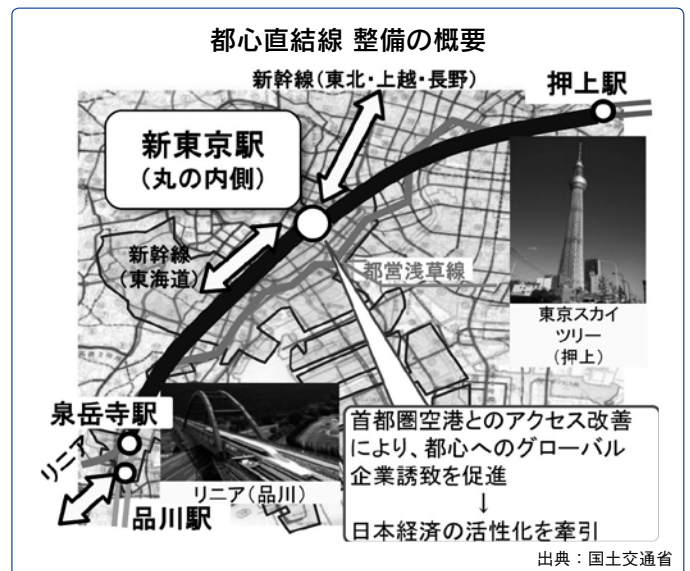 都心直結線 整備の概要
新幹線(東北・上越・長野)
押上駅
新東京駅
(丸の内側)
新幹線
(東海道)
都営浅草線
東京スカイ
ツリー
(押上)
泉岳寺駅
リニア
リニア(品川)
品川駅
首都圏空港とのアクセス改善
により、都心へのグローバル
企業誘致を促進
↓
日本経済の活性化を牽引
出典：国土交通省